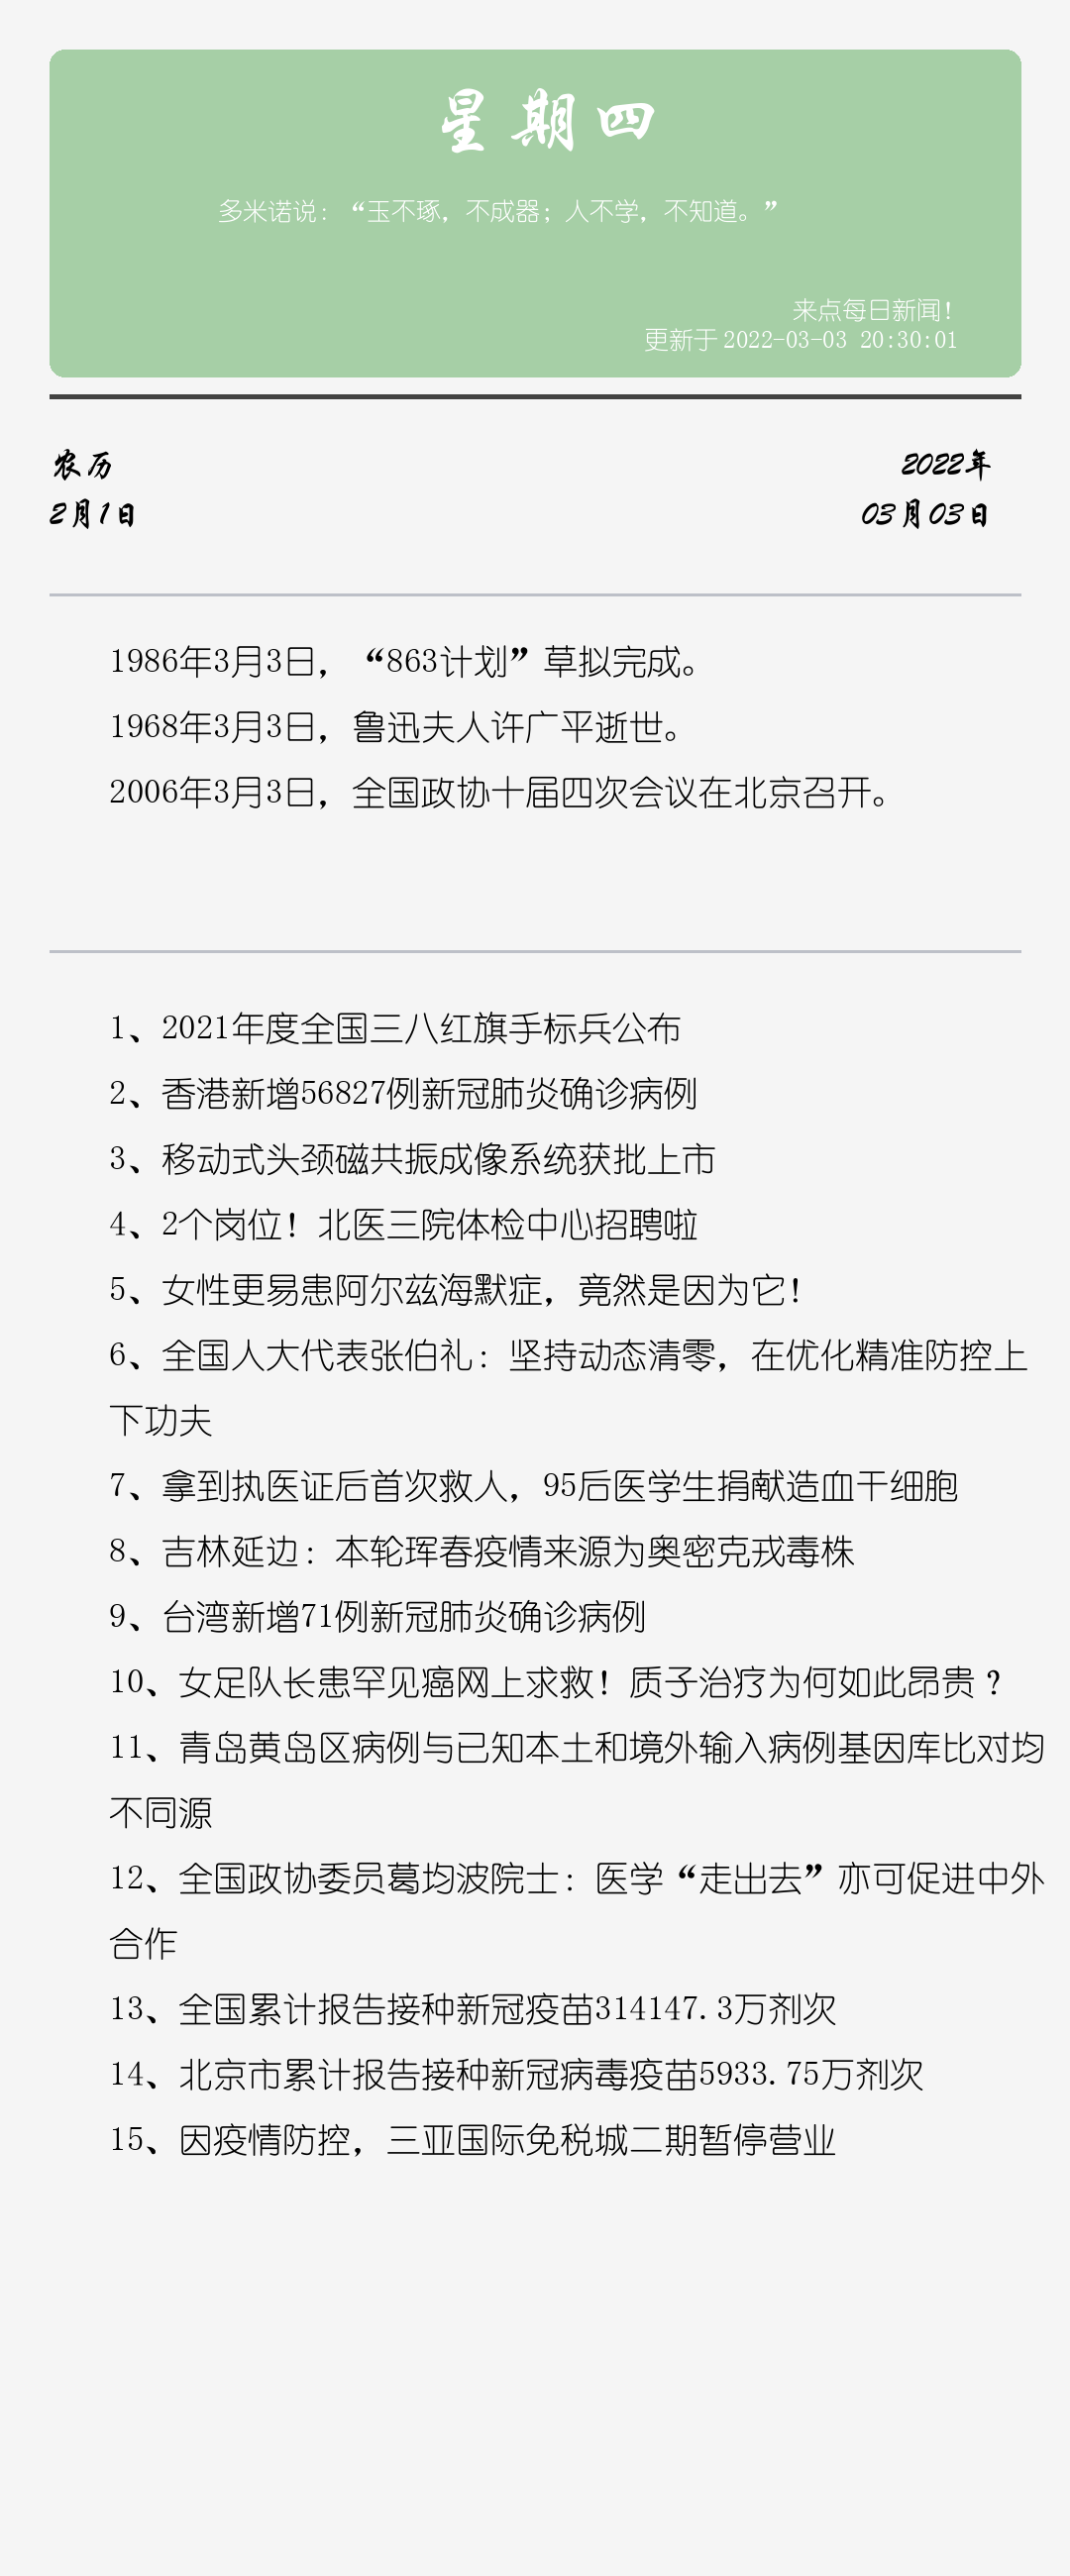 星期四
多米诺说：“玉不琢，不成器；人不学，不知道。”
来点每日新闻！
更新于 2022-03-03 20:30:01
农历
2022年
2月1日
03月03日
1986年3月3日，“863计划”草拟完成。
1968年3月3日，鲁迅夫人许广平逝世。
2006年3月3日，全国政协十届四次会议在北京召开。
1、2021年度全国三八红旗手标兵公布
2、香港新增56827例新冠肺炎确诊病例
3、移动式头颈磁共振成像系统获批上市
4、2个岗位！北医三院体检中心招聘啦
5、女性更易患阿尔兹海默症，竟然是因为它！
6、全国人大代表张伯礼：坚持动态清零，在优化精准防控上
下功夫
7、拿到执医证后首次救人，95后医学生捐献造血干细胞
8、吉林延边：本轮珲春疫情来源为奥密克戎毒株
9、台湾新增71例新冠肺炎确诊病例
10、女足队长患罕见癌网上求救！质子治疗为何如此昂贵？
11、青岛黄岛区病例与已知本土和境外输入病例基因库比对均
不同源
12、全国政协委员葛均波院士：医学“走出去”亦可促进中外
合作
13、全国累计报告接种新冠疫苗314147.3万剂次
14、北京市累计报告接种新冠病毒疫苗5933.75万剂次
15、因疫情防控，三亚国际免税城二期暂停营业